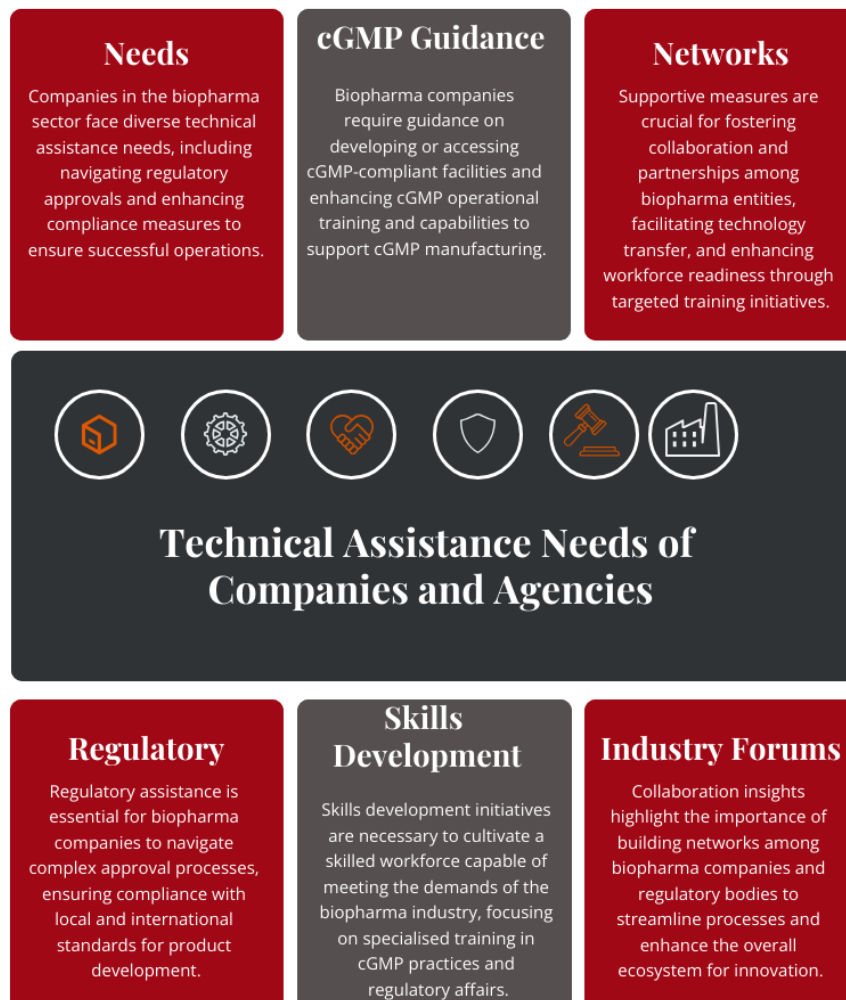 Needs
Companies in the biopharma
sector face diverse technical
assistance needs, including
navigating regulatory
approvals and enhancing
compliance measures to
ensure successful operations.
cGMP Guidance
Biopharma companies
require guidance on
developing or accessing
cGMP-compliant facilities and
enhancing cGMP operational
training and capabilities to
support cGMP manufacturing.
Networks
Supportive measures are
crucial for fostering
collaboration and
partnerships among
biopharma entities,
facilitating technology
transfer, and enhancing
workforce readiness through
targeted training initiatives.
Technical Assistance Needs of
Companies and Agencies
Regulatory
Regulatory assistance is
essential for biopharma
companies to navigate
complex approval processes,
ensuring compliance with
local and international
standards for product
development.
Skills
Development
Skills development initiatives
are necessary to cultivate a
skilled workforce capable of
meeting the demands of the
biopharma industry, focusing
on specialised training in
cGMP practices and
regulatory affairs.
Industry Forums
Collaboration insights
highlight the importance of
building networks among
biopharma companies and
regulatory bodies to
streamline processes and
enhance the overall
ecosystem for innovation.